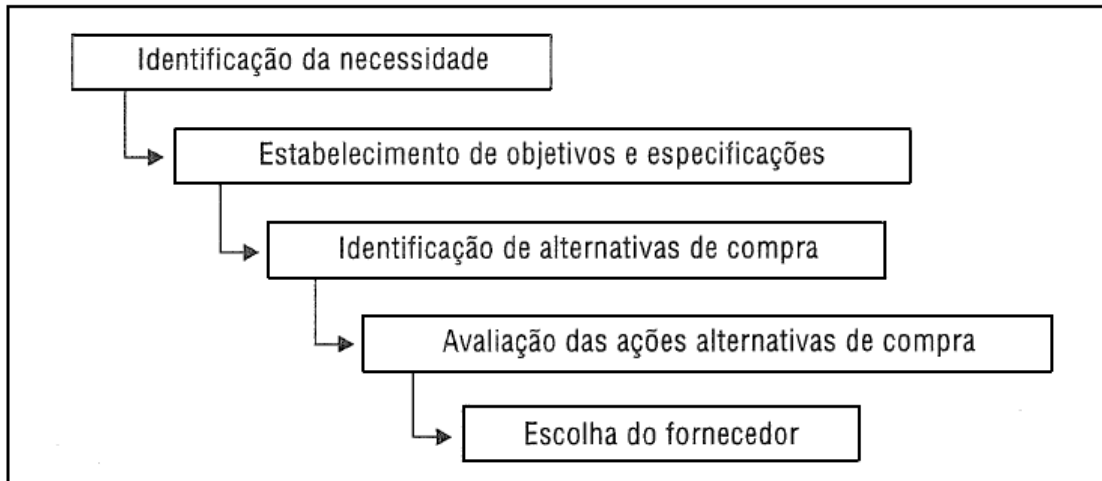 Identificação da necessidade
Estabelecimento de objetivos e especificações
Identificação de alternativas de compra
Avaliação das ações alternativas de compra
Escolha do fornecedor